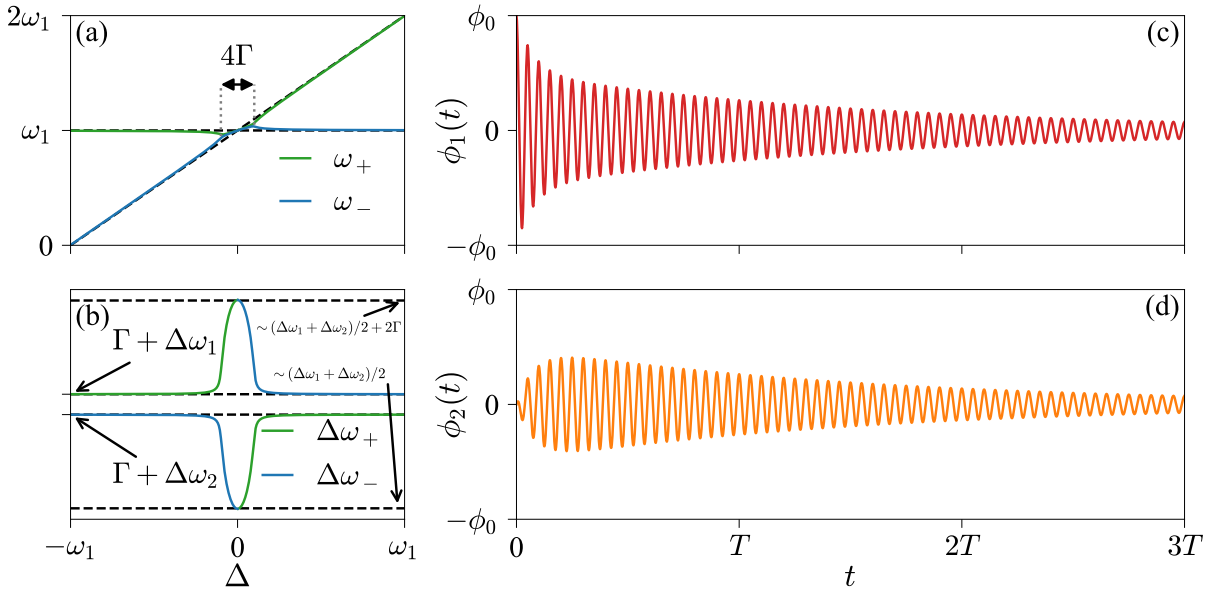 (a)
2ω₁
ω₁
0
4Γ
ω₊
ω₋
(b)
Γ + Δω₁
∼(Δω₁+Δω₂)/2+2Γ
∼(Δω₁+Δω₂)/2
Γ + Δω₂
Δω₊
Δω₋
−ω₁
0
ω₁
Δ
(c)
ϕ₀
0
−ϕ₀
ϕ₁(t)
(d)
ϕ₀
0
−ϕ₀
ϕ₂(t)
0
T
2T
3T
t